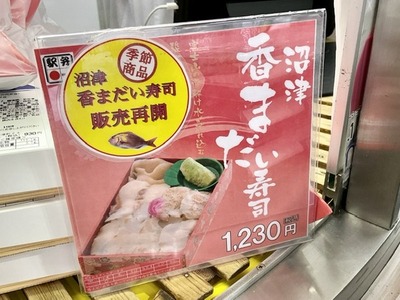 駅弁
季節
商品
沼津
香まだい寿司
販売再開
沼津
香まだい寿司
1,230円